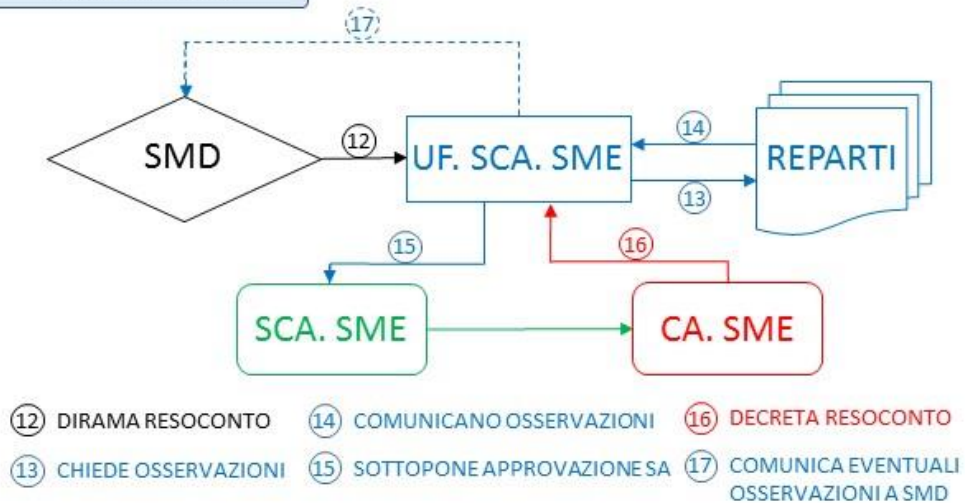 17
SMD
12
UF. SCA. SME
14
13
REPARTI
15
16
SCA. SME
CA. SME
12 DIRAMA RESOCONTO
14 COMUNICANO OSSERVAZIONI
16 DECRETA RESOCONTO
13 CHIEDE OSSERVAZIONI
15 SOTTOPONE APPROVAZIONE SA
17 COMUNICA EVENTUALI
OSSERVAZIONI A SMD